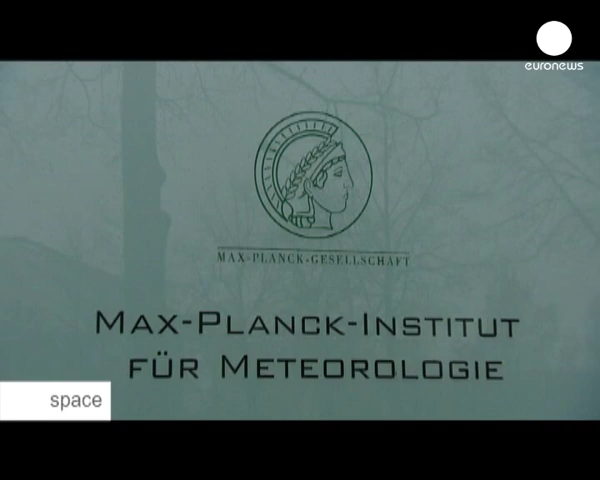 euronews
MAX-PLANCK-GESELLSCHAFT
MAX-PLANCK-INSTITUT
FÜR METEOROLOGIE
space